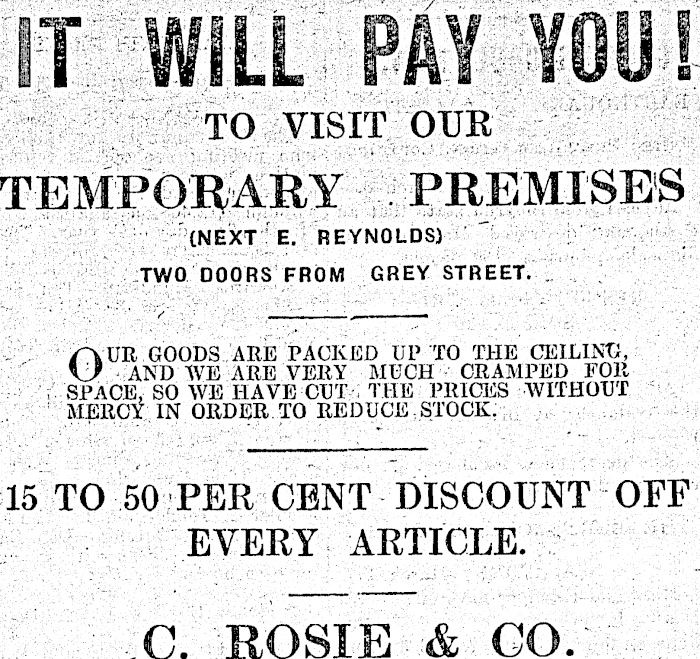 IT WILL PAY YOU!
TO VISIT OUR
TEMPORARY PREMISES
(NEXT E. REYNOLDS)
TWO DOORS FROM GREY STREET.
OUR GOODS ARE PACKED UP TO THE CEILING,
AND WE ARE VERY MUCH CRAMPED FOR
SPACE, SO WE HAVE CUT THE PRICES WITHOUT
MERCY IN ORDER TO REDUCE STOCK.
15 TO 50 PER CENT DISCOUNT OFF
EVERY ARTICLE.
C. ROSIE & CO.